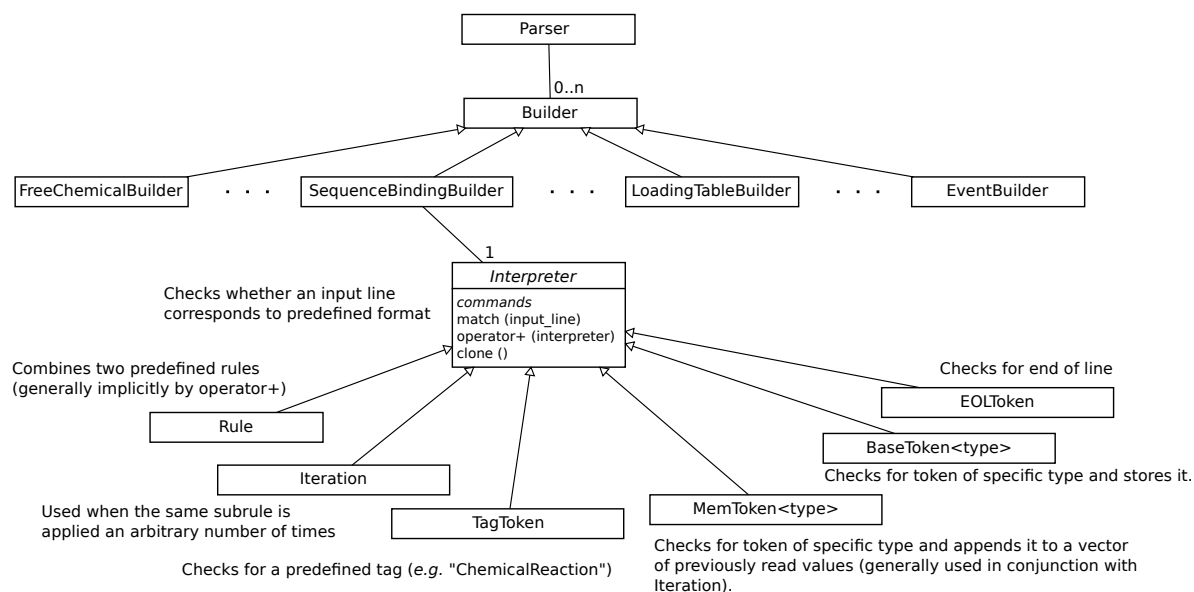 Parser
0..n
Builder
FreeChemicalBuilder
. . .
SequenceBindingBuilder
. . .
LoadingTableBuilder
. . .
EventBuilder
1
Interpreter
Checks whether an input line
corresponds to predefined format
commands
match (input_line)
operator+ (interpreter)
clone ()
Combines two predefined rules
(generally implicitly by operator+)
Rule
Checks for end of line
EOLToken
BaseToken<type>
Checks for token of specific type and stores it.
Iteration
Used when the same subrule is
applied an arbitrary number of times
TagToken
Checks for a predefined tag (e.g. "ChemicalReaction")
MemToken<type>
Checks for token of specific type and appends it to a vector
of previously read values (generally used in conjunction with
Iteration).